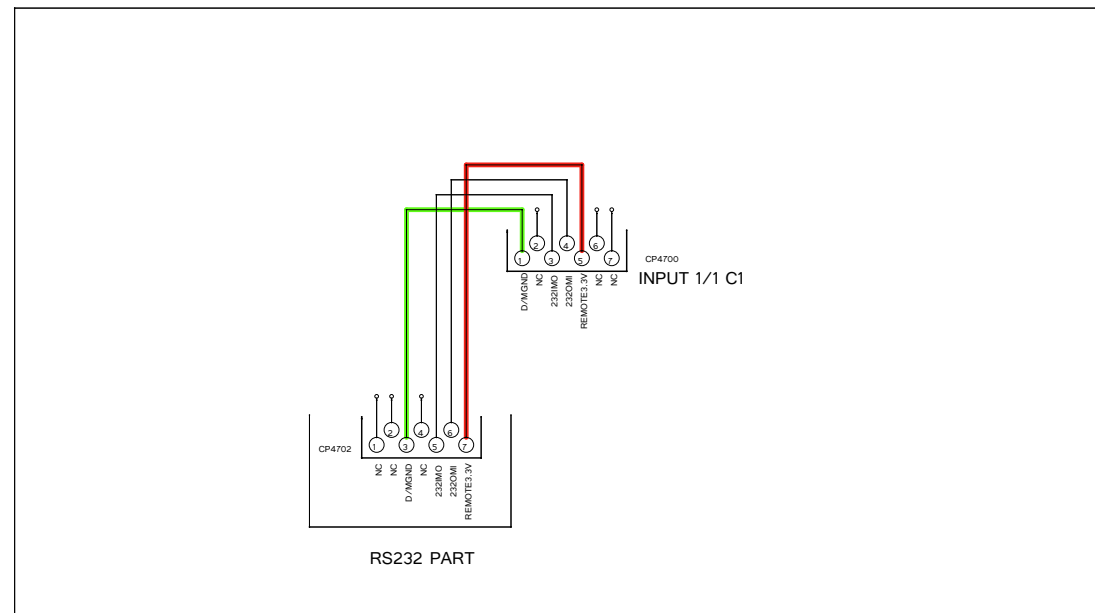 2
4
6
1
3
5
7
CP4700
INPUT 1/1 C1
D/MGND
NC
232IMO
232OMI
REMOTE3.3V
NC
NC
2
4
6
CP4702
1
3
5
7
NC
NC
D/MGND
NC
232IMO
232OMI
REMOTE3.3V
RS232 PART